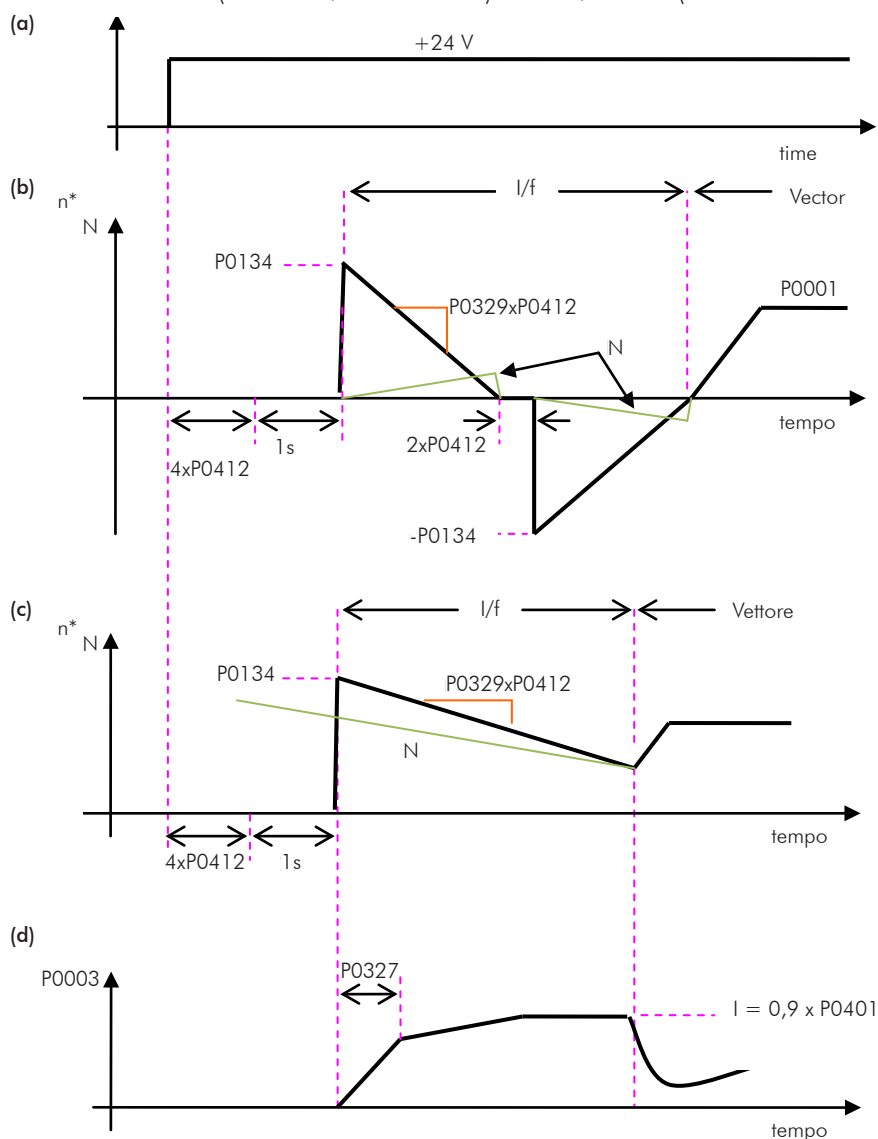 (a)
+24 V
time
(b)
I/f
Vector
n*
N
P0134
P0001
P0329xP0412
N
tempo
1s
2xP0412
4xP0412
-P0134
(c)
I/f
Vettore
n*
N
P0134
P0329xP0412
N
tempo
4xP0412
1s
(d)
P0327
P0003
I = 0,9 x P0401
tempo